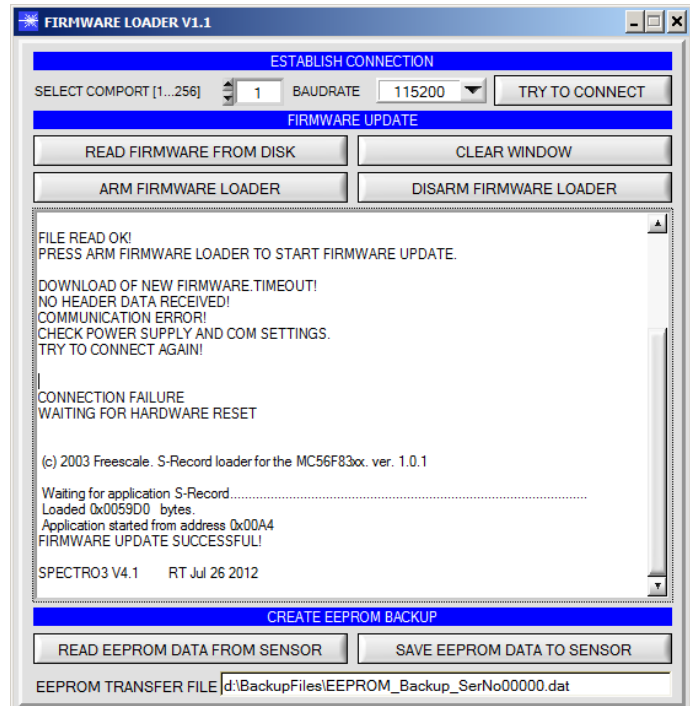 FIRMWARE LOADER V1.1
ESTABLISH CONNECTION
SELECT COMPORT [1...256] 1 BAUDRATE 115200 TRY TO CONNECT
FIRMWARE UPDATE
READ FIRMWARE FROM DISK CLEAR WINDOW
ARM FIRMWARE LOADER DISARM FIRMWARE LOADER
FILE READ OK!
PRESS ARM FIRMWARE LOADER TO START FIRMWARE UPDATE.
DOWNLOAD OF NEW FIRMWARE.TIMEOUT!
NO HEADER DATA RECEIVED!
COMMUNICATION ERROR!
CHECK POWER SUPPLY AND COM SETTINGS.
TRY TO CONNECT AGAIN!
CONNECTION FAILURE
WAITING FOR HARDWARE RESET
(c) 2003 Freescale. S-Record loader for the MC56F83xx. ver. 1.0.1
Waiting for application S-Record.........................................................................................................
Loaded 0x0059D0 bytes.
Application started from address 0x00A4
FIRMWARE UPDATE SUCCESSFUL!
SPECTRO3 V4.1 RT Jul 26 2012
CREATE EEPROM BACKUP
READ EEPROM DATA FROM SENSOR SAVE EEPROM DATA TO SENSOR
EEPROM TRANSFER FILE d:\BackupFiles\EEPROM_Backup_SerNo00000.dat